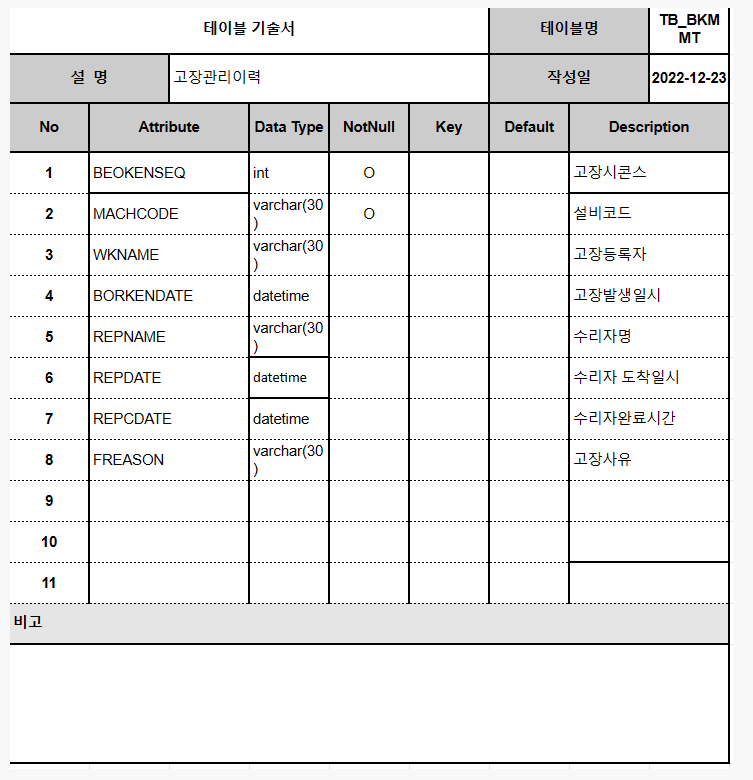 테이블 기술서 테이블명 TB_BKM
MT
설 명 고장관리이력 작성일 2022-12-23
No Attribute Data Type NotNull Key Default Description
1 BEOKENSEQ int O 고장시콘스
2 MACHCODE varchar(30
) O 설비코드
3 WKNAME varchar(30
) 고장등록자
4 BORKENDATE datetime 고장발생일시
5 REPNAME varchar(30
) 수리자명
6 REPDATE datetime 수리자 도착일시
7 REPCDATE datetime 수리자완료시간
8 FREASON varchar(30
) 고장사유
9
10
11
비고